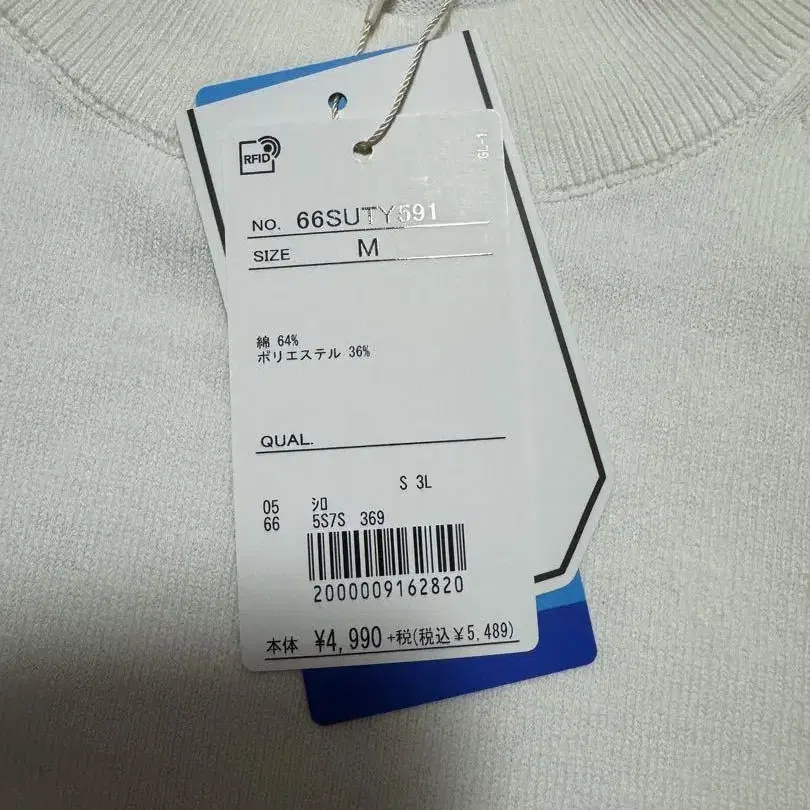 GL-1
RFID
NO. 66SUTY591
SIZE M
綿 64%
ポリエステル 36%
QUAL.
S 3L
05 ｼﾛ
66 5S7S 369
2000009162820
本体 ¥4,990+税(税込¥5,489)